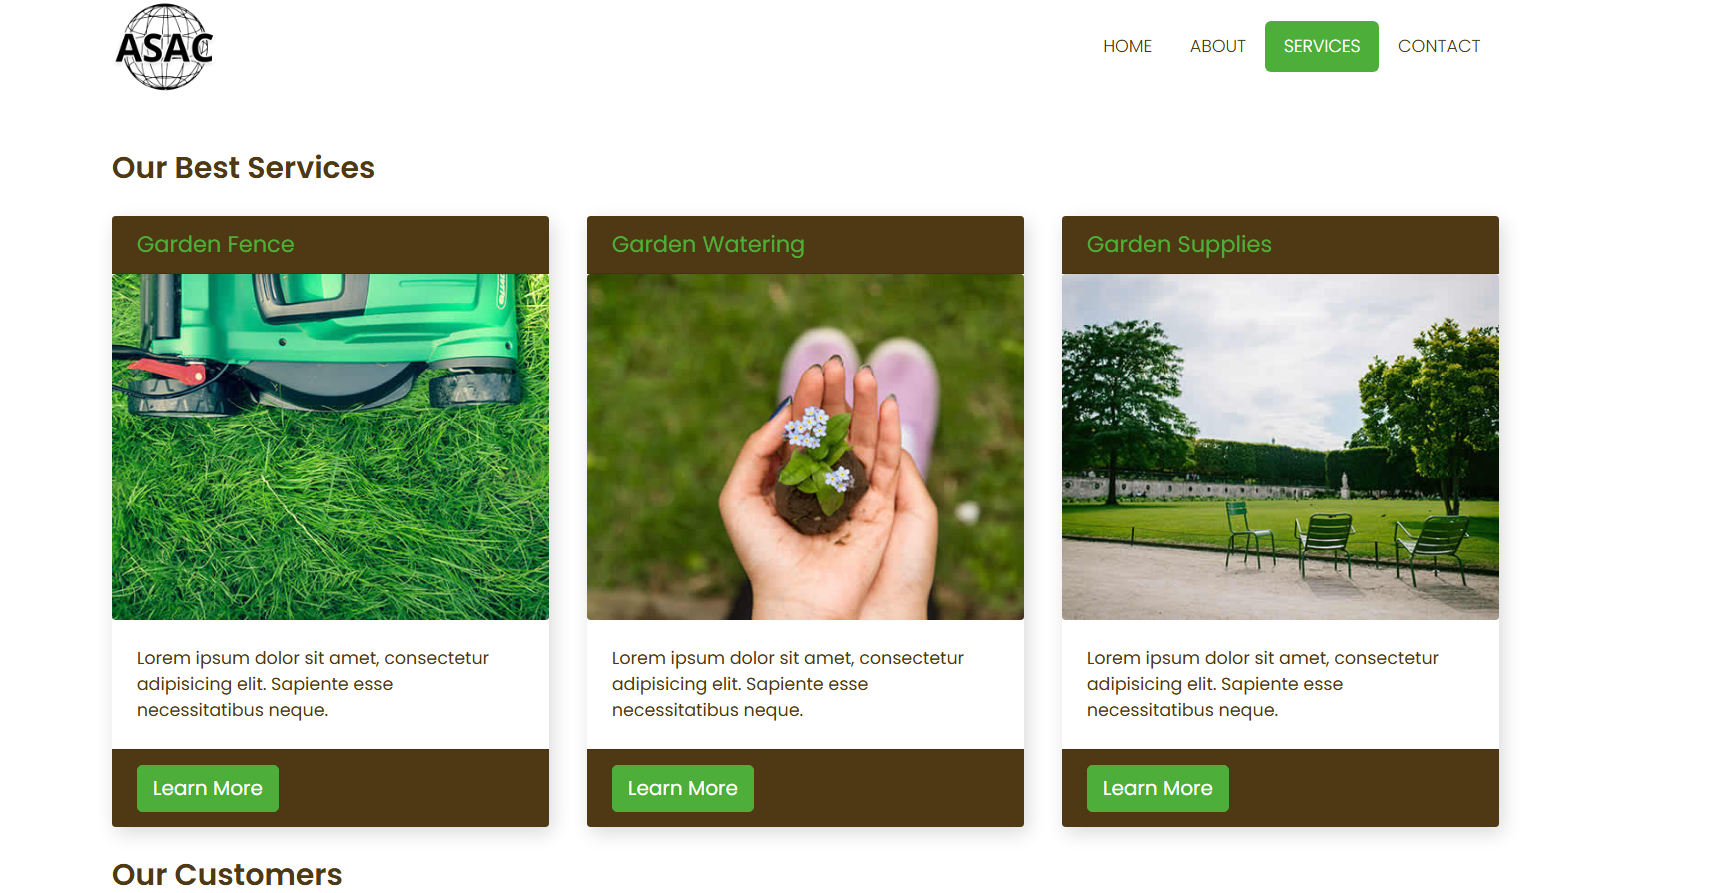 ASAC
HOME ABOUT SERVICES CONTACT
Our Best Services
Garden Fence
Lorem ipsum dolor sit amet, consectetur
adipisicing elit. Sapiente esse
necessitatibus neque.
Learn More
Garden Watering
Lorem ipsum dolor sit amet, consectetur
adipisicing elit. Sapiente esse
necessitatibus neque.
Learn More
Garden Supplies
Lorem ipsum dolor sit amet, consectetur
adipisicing elit. Sapiente esse
necessitatibus neque.
Learn More
Our Customers